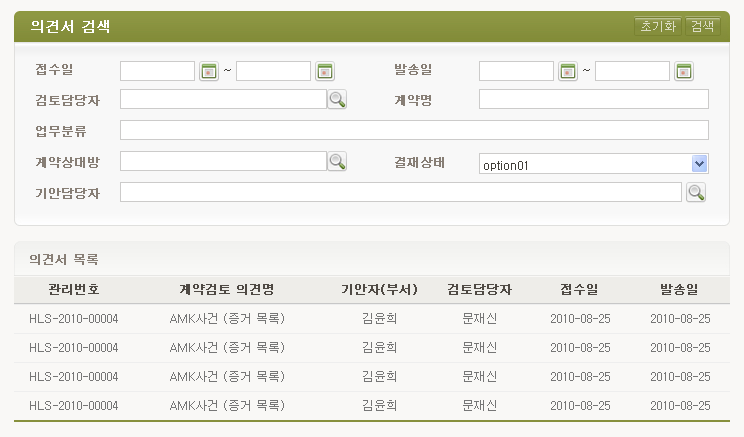 의견서 검색 초기화 검색
접수일 ~ 발송일 ~
검토담당자 계약명
업무분류
계약상대방 결재상태 option01
기안담당자
의견서 목록
관리번호 계약검토 의견명 기안자(부서) 검토담당자 접수일 발송일
HLS-2010-00004 AMK사건 (증거 목록) 김윤희 문재신 2010-08-25 2010-08-25
HLS-2010-00004 AMK사건 (증거 목록) 김윤희 문재신 2010-08-25 2010-08-25
HLS-2010-00004 AMK사건 (증거 목록) 김윤희 문재신 2010-08-25 2010-08-25
HLS-2010-00004 AMK사건 (증거 목록) 김윤희 문재신 2010-08-25 2010-08-25